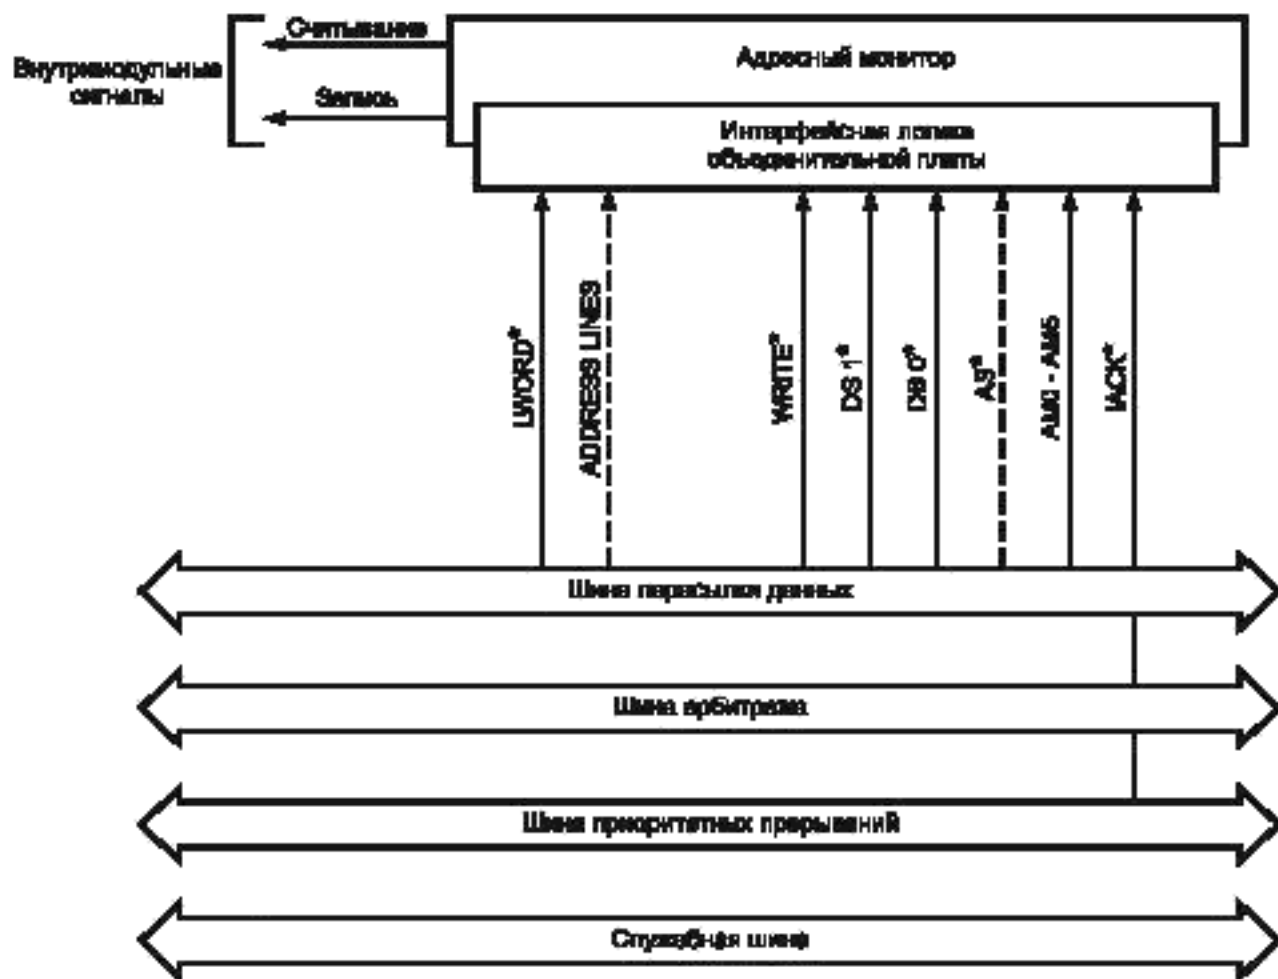 Считывание
Адресный монитор
Внутримодульные
сигналы
Запись
Интерфейсная логика
объединительной платы
LWORD*
ADDRESS LINES
WRITE*
DS 1*
DS 0*
AS*
AM0 - AM5
IACK*
Шина пересылки данных
Шина арбитража
Шина приоритетных прерываний
Служебная шина